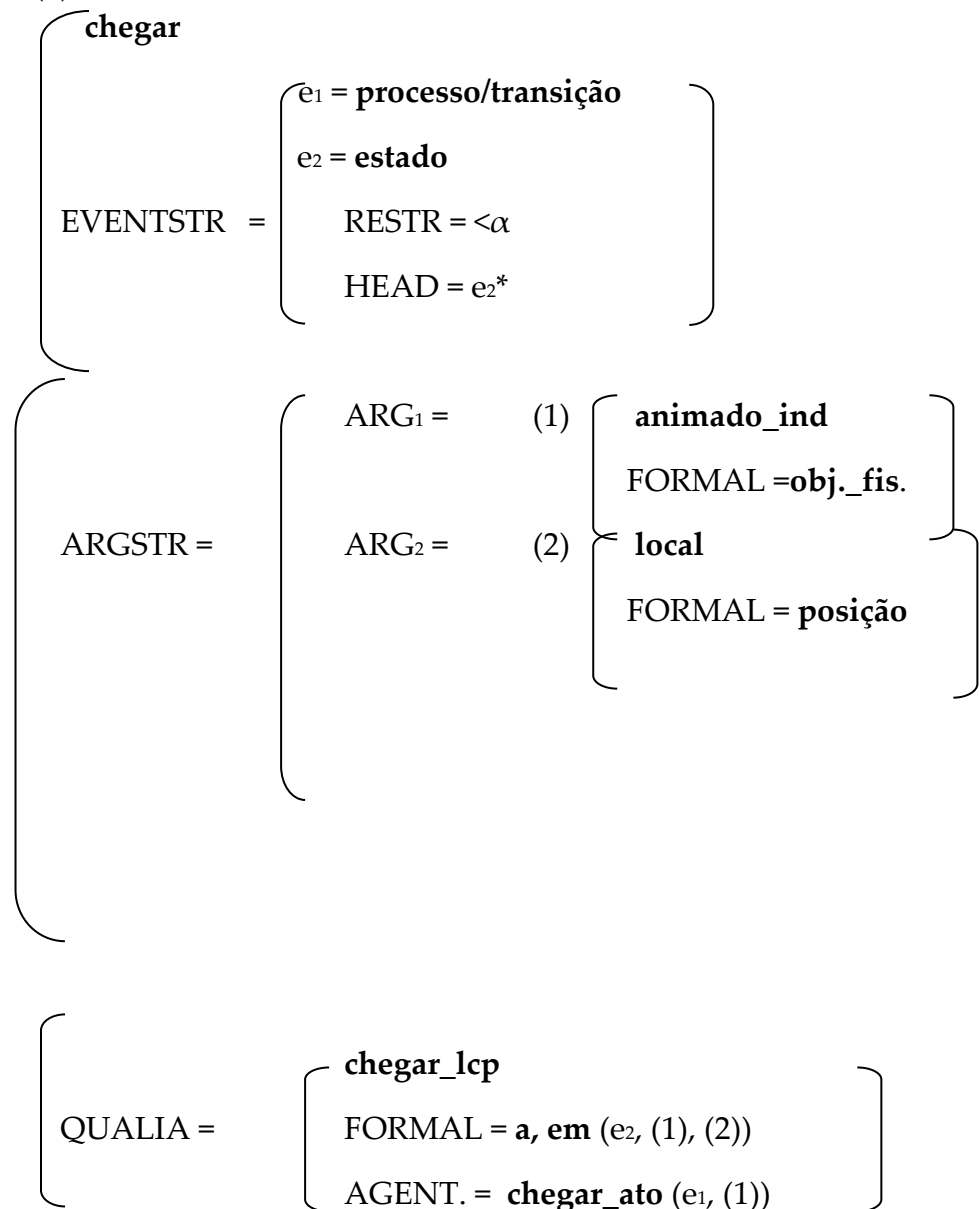 chegar
e1 = processo/transição
e2 = estado
EVENTSTR = RESTR = <α
HEAD = e2*
ARG1 = (1) animado_ind
FORMAL =obj._fis.
ARGSTR = ARG2 = (2) local
FORMAL = posição
chegar_lcp
QUALIA = FORMAL = a, em (e2, (1), (2))
AGENT. = chegar_ato (e1, (1))